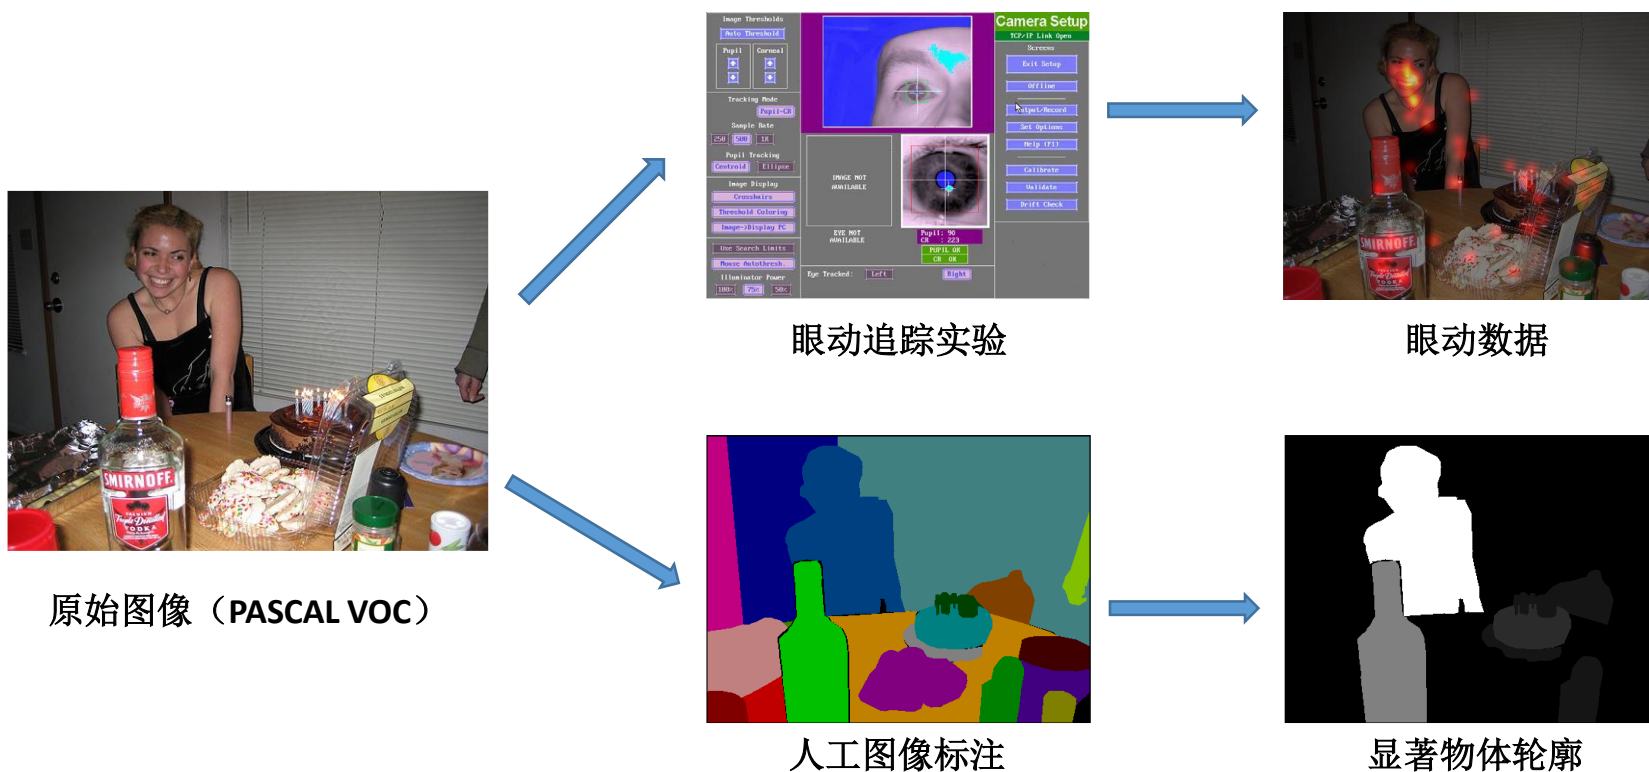 Image Thresholds
Auto Threshold
Pupil
Corneal
Tracking Mode
Pupil-CR
Sample Rate
250
500
1K
Pupil Tracking
Centroid
Ellipse
Image Display
Crosshairs
Threshold Coloring
Image->Display PC
Use Search Limits
Mouse Autothresh.
Illuminator Power
100%
75%
50%
IMAGE NOT
AVAILABLE
EYE NOT
AVAILABLE
Pupil: 90
CR : 223
PUPIL OK
CR OK
Eye Tracked:
Left
Right
Camera Setup
TCP/IP Link Open
Screens
Exit Setup
Offline
Output/Record
Set Options
Help (F1)
Calibrate
Validate
Drift Check
SMIRNOFF
眼动追踪实验
眼动数据
SMIRNOFF
PREMIUM
Triple Distilled
VODKA
原始图像（PASCAL VOC）
人工图像标注
显著物体轮廓